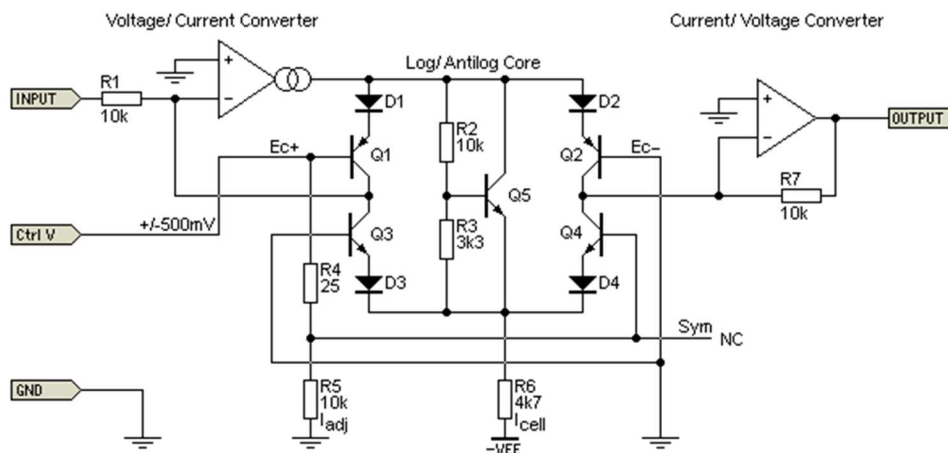 Voltage/ Current Converter
Current/ Voltage Converter
Log/ Antilog Core
R1
10k
INPUT
+
-
D1
D2
R2
10k
+
-
OUTPUT
Ec+
Q1
Q2
Ec-
Q5
R7
10k
Ctrl V
+/-500mV
Q3
R3
3k3
Q4
R4
25
D3
D4
Sym
NC
GND
R5
10k
Iadj
R6
4k7
Icell
-VEE